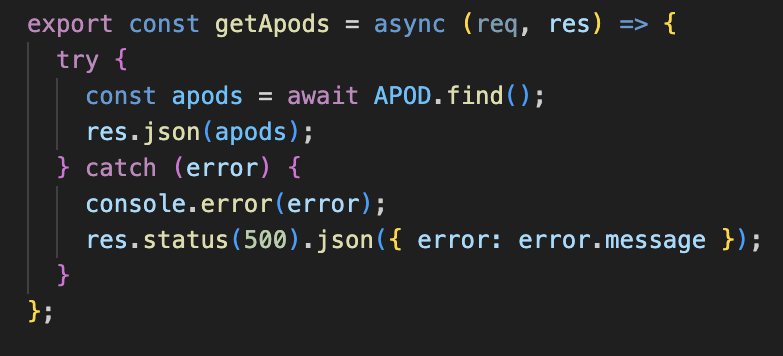 export const getApods = async (req, res) => {
  try {
    const apods = await APOD.find();
    res.json(apods);
  } catch (error) {
    console.error(error);
    res.status(500).json({ error: error.message });
  }
};